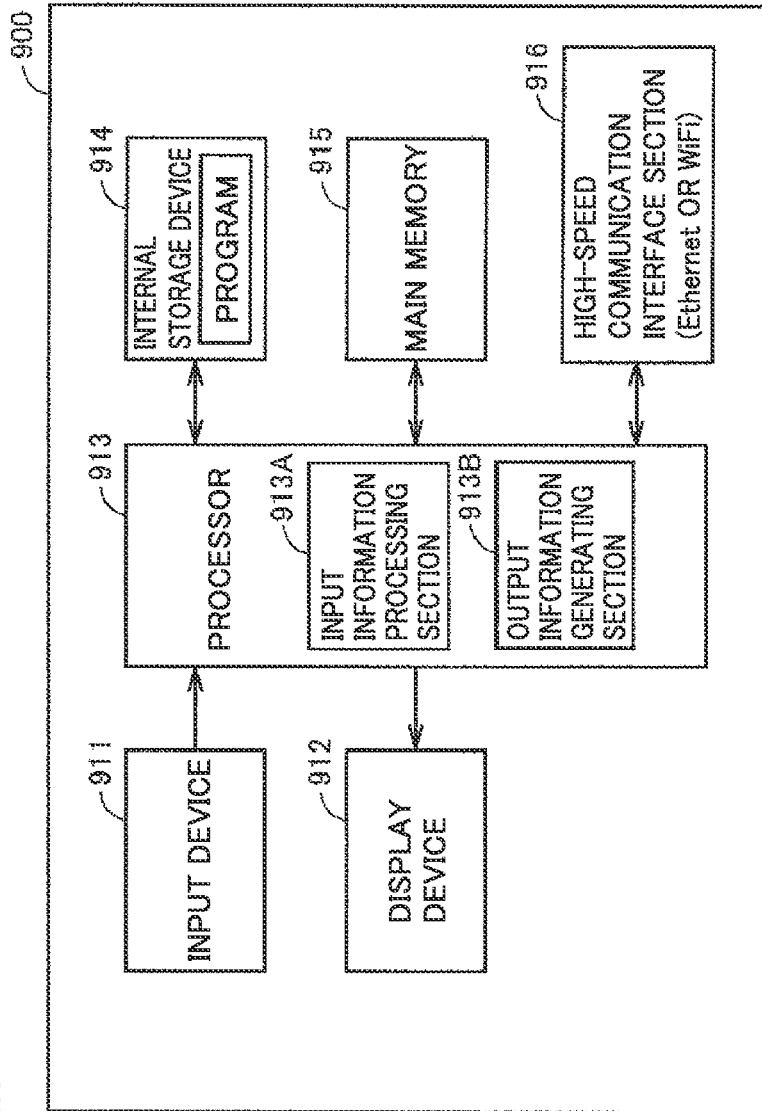 900
911
INPUT DEVICE
912
DISPLAY
DEVICE
913
PROCESSOR
913A
INPUT
INFORMATION
PROCESSING
SECTION
913B
OUTPUT
INFORMATION
GENERATING
SECTION
914
INTERNAL
STORAGE DEVICE
PROGRAM
915
MAIN MEMORY
916
HIGH-SPEED
COMMUNICATION
INTERFACE SECTION
(Ethernet OR WiFi)